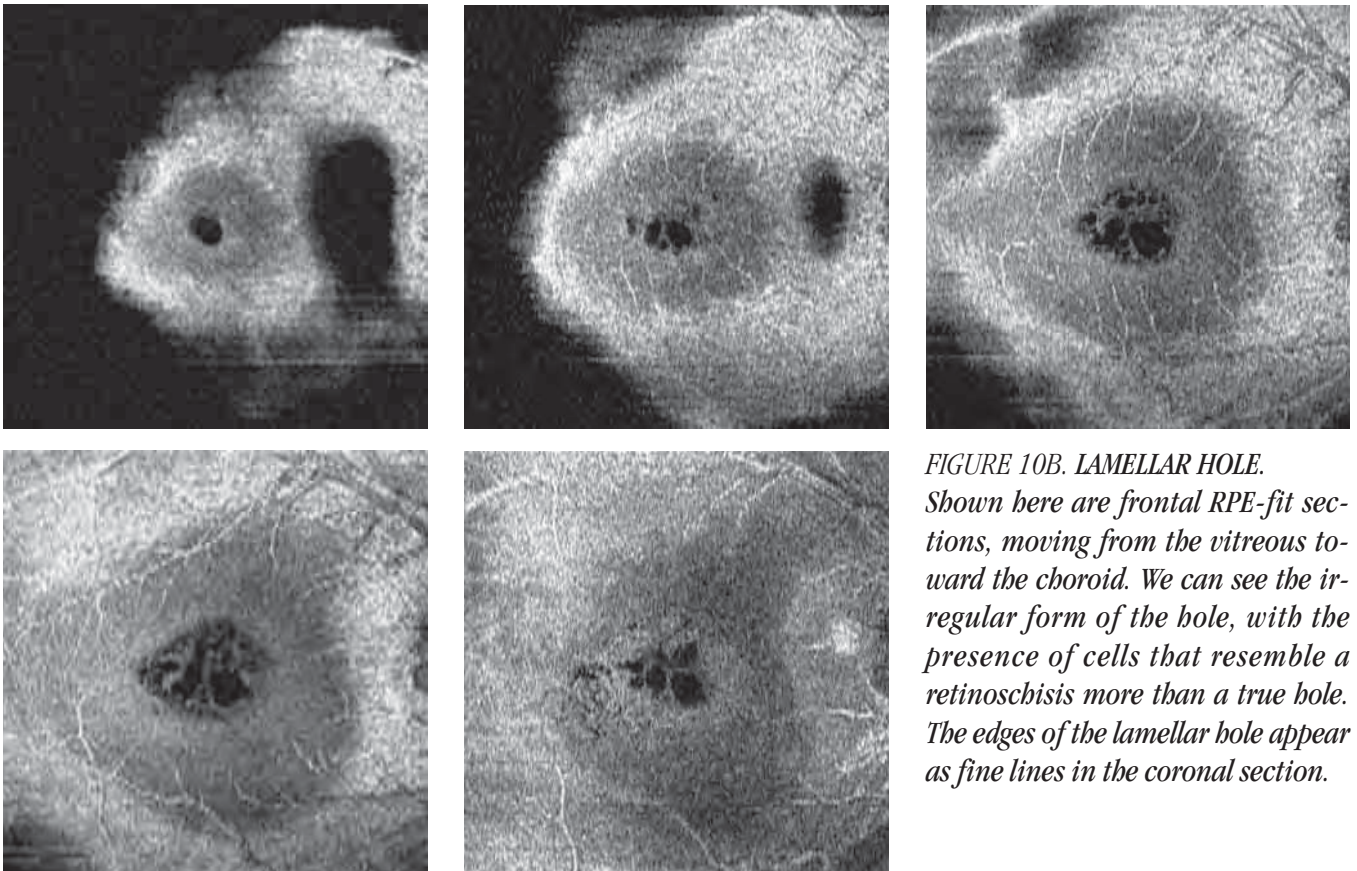 FIGURE 10B. LAMELLAR HOLE.
Shown here are frontal RPE-fit sec-
tions, moving from the vitreous to-
ward the choroid. We can see the ir-
regular form of the hole, with the
presence of cells that resemble a
retinoschisis more than a true hole.
The edges of the lamellar hole appear
as fine lines in the coronal section.